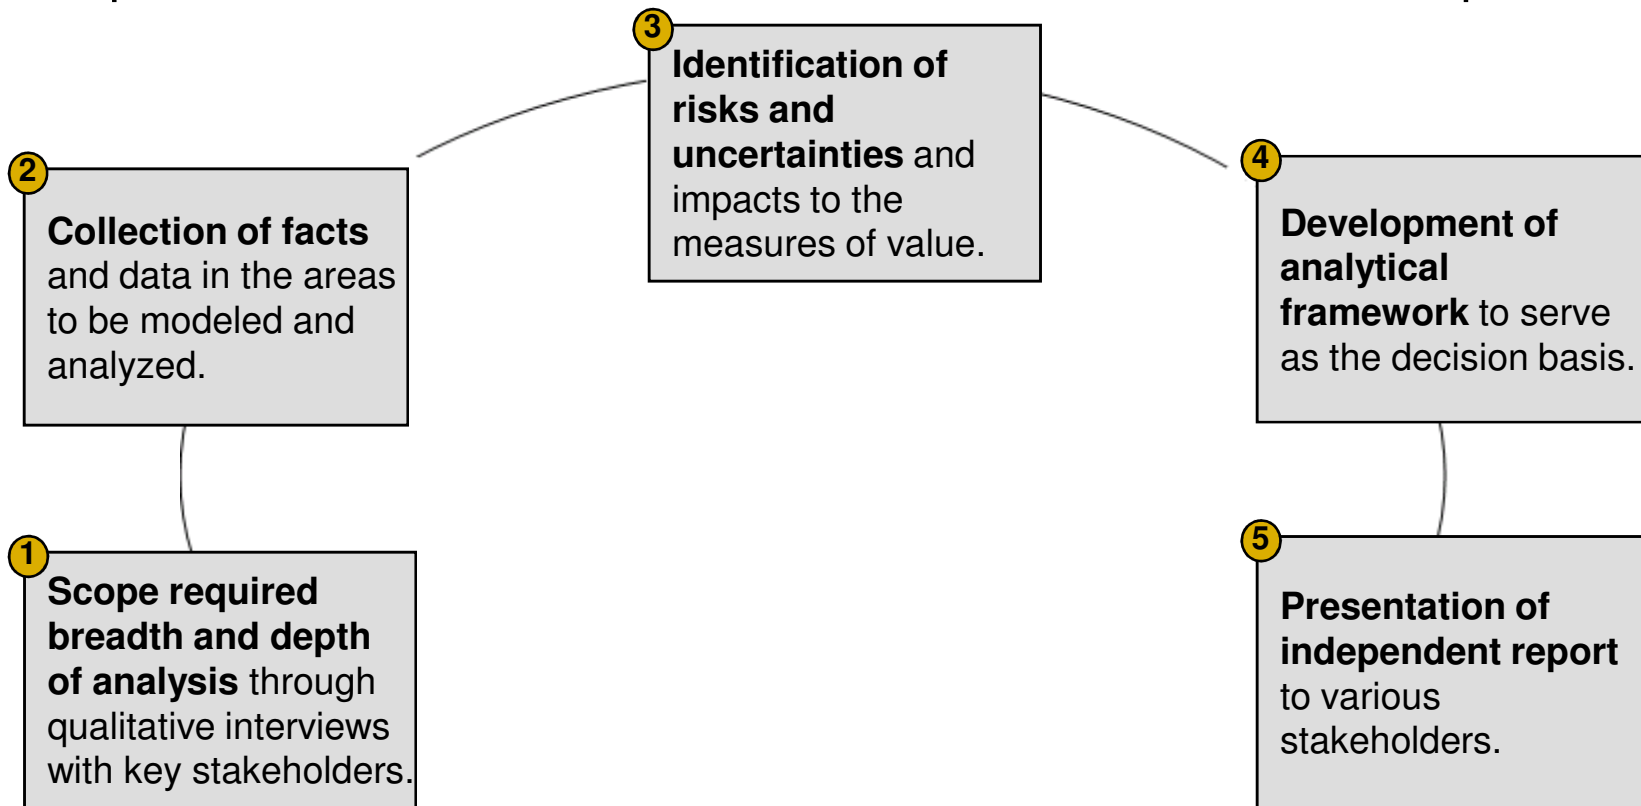 1
Scope required
breadth and depth
of analysis through
qualitative interviews
with key stakeholders.
2
Collection of facts
and data in the areas
to be modeled and
analyzed.
3
Identification of
risks and
uncertainties and
impacts to the
measures of value.
4
Development of
analytical
framework to serve
as the decision basis.
5
Presentation of
independent report
to various
stakeholders.